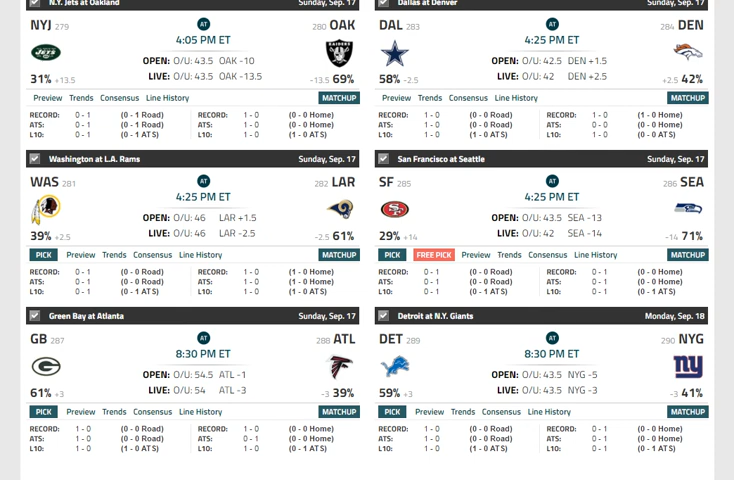 N.Y. Jets at Oakland Sunday, Sep. 17
NYJ 279 AT 280 OAK
4:05 PM ET
OPEN: O/U: 43.5 OAK -10
LIVE: O/U: 43.5 OAK -13.5
31% +13.5 -13.5 69%
Preview Trends Consensus Line History MATCHUP
RECORD: 0 - 1 (0 - 1 Road) 1 - 0 (0 - 0 Home)
ATS: 0 - 1 (0 - 1 Road) 1 - 0 (0 - 0 Home)
L10: 0 - 1 (0 - 1 ATS) 1 - 0 (1 - 0 ATS)
Dallas at Denver Sunday, Sep. 17
DAL 283 AT 284 DEN
4:25 PM ET
OPEN: O/U: 42.5 DEN +1.5
LIVE: O/U: 42 DEN +2.5
58% -2.5 +2.5 42%
Preview Trends Consensus Line History MATCHUP
RECORD: 1 - 0 (0 - 0 Road) 1 - 0 (1 - 0 Home)
ATS: 1 - 0 (0 - 0 Road) 0 - 0 (0 - 0 Home)
L10: 1 - 0 (1 - 0 ATS) 1 - 0 (0 - 0 ATS)
Washington at L.A. Rams Sunday, Sep. 17
WAS 281 AT 282 LAR
4:25 PM ET
OPEN: O/U: 46 LAR +1.5
LIVE: O/U: 46 LAR -2.5
39% +2.5 -2.5 61%
PICK Preview Trends Consensus Line History MATCHUP
RECORD: 0 - 1 (0 - 0 Road) 1 - 0 (1 - 0 Home)
ATS: 0 - 1 (0 - 0 Road) 1 - 0 (1 - 0 Home)
L10: 0 - 1 (0 - 1 ATS) 1 - 0 (1 - 0 ATS)
San Francisco at Seattle Sunday, Sep. 17
SF 285 AT 286 SEA
4:25 PM ET
OPEN: O/U: 43.5 SEA -13
LIVE: O/U: 42 SEA -14
29% +14 -14 71%
PICK FREE PICK Preview Trends Consensus Line History MATCHUP
RECORD: 0 - 1 (0 - 0 Road) 0 - 1 (0 - 0 Home)
ATS: 0 - 1 (0 - 0 Road) 0 - 1 (0 - 0 Home)
L10: 0 - 1 (0 - 1 ATS) 0 - 1 (0 - 1 ATS)
Green Bay at Atlanta Sunday, Sep. 17
GB 287 AT 288 ATL
8:30 PM ET
OPEN: O/U: 54.5 ATL -1
LIVE: O/U: 54 ATL -3
61% +3 -3 39%
PICK Preview Trends Consensus Line History MATCHUP
RECORD: 1 - 0 (0 - 0 Road) 1 - 0 (0 - 0 Home)
ATS: 1 - 0 (0 - 0 Road) 0 - 1 (0 - 0 Home)
L10: 1 - 0 (1 - 0 ATS) 1 - 0 (0 - 1 ATS)
Detroit at N.Y. Giants Monday, Sep. 18
DET 289 AT 290 NYG
8:30 PM ET
OPEN: O/U: 43.5 NYG -5
LIVE: O/U: 43.5 NYG -3
59% +3 -3 41%
PICK Preview Trends Consensus Line History MATCHUP
RECORD: 1 - 0 (0 - 0 Road) 0 - 1 (0 - 0 Home)
ATS: 1 - 0 (0 - 0 Road) 0 - 1 (0 - 0 Home)
L10: 1 - 0 (1 - 0 ATS) 0 - 1 (0 - 1 ATS)
ny